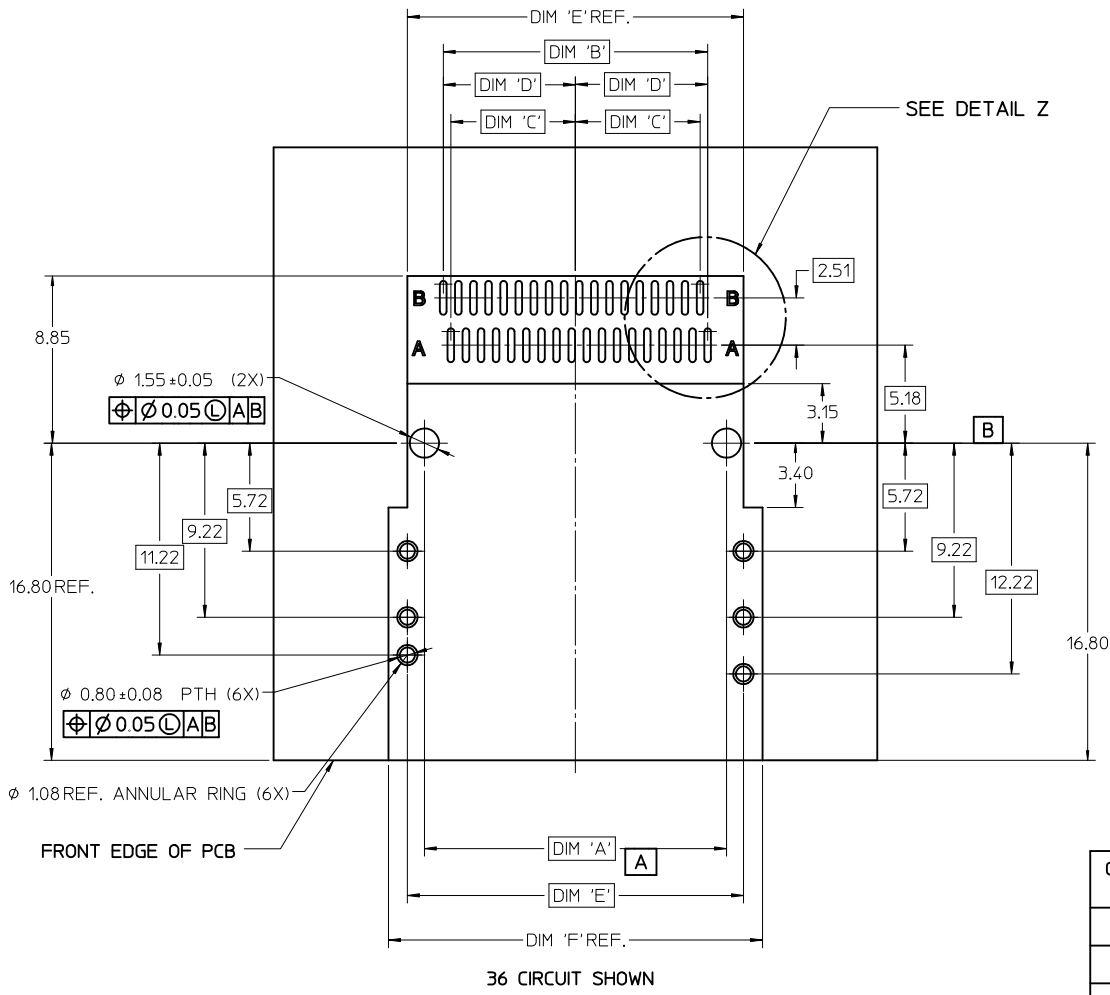 DIM 'E' REF.
DIM 'B'
DIM 'D' DIM 'D'
DIM 'C' DIM 'C'
SEE DETAIL Z
2.51
B B
8.85
A A
⌀ 1.55 ±0.05 (2X)
⌖ ⌀ 0.05 Ⓛ A B
3.15
5.18
B
3.40
5.72
5.72
9.22
9.22
11.22
12.22
16.80 REF.
16.80
⌀ 0.80 ±0.08 PTH (6X)
⌖ ⌀ 0.05 Ⓛ A B
⌀ 1.08 REF. ANNULAR RING (6X)
FRONT EDGE OF PCB
DIM 'A'
A
DIM 'E'
DIM 'F' REF.
36 CIRCUIT SHOWN